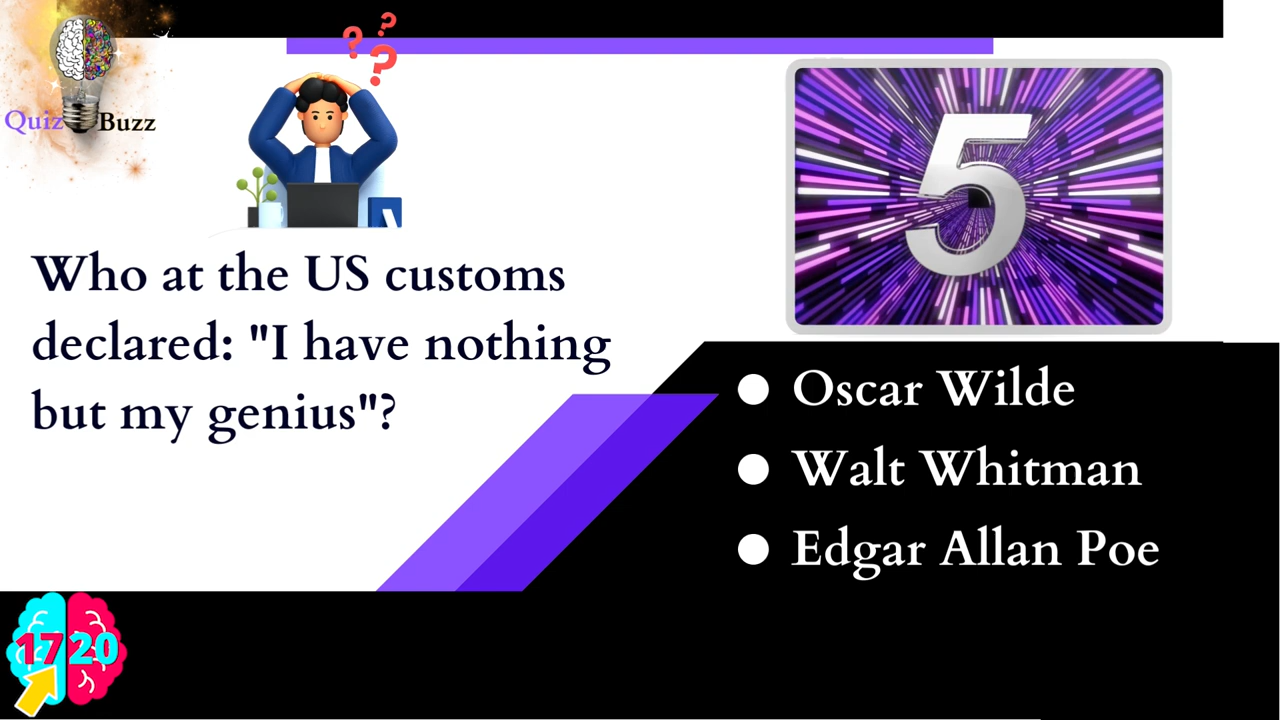 Quiz Buzz
? ? ?
5
Who at the US customs
declared: "I have nothing
but my genius"?
Oscar Wilde
Walt Whitman
Edgar Allan Poe
17 20